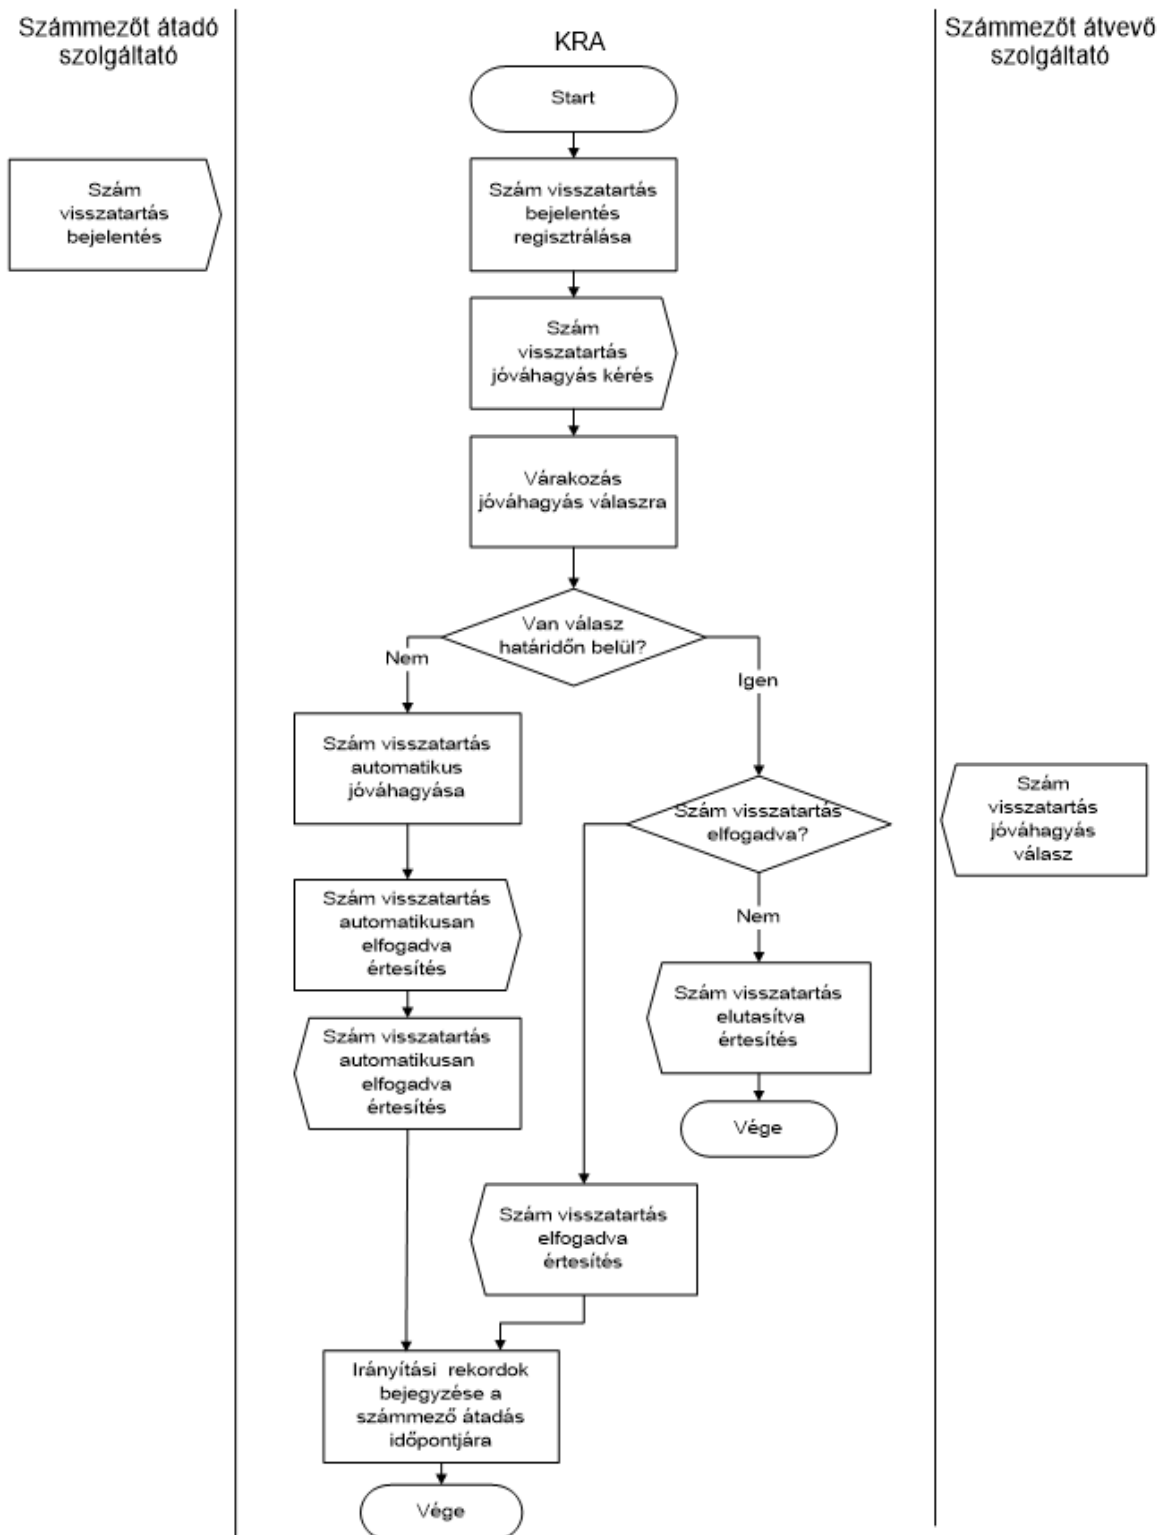 Számmezőt átadó
szolgáltató
KRA
Számmezőt átvevő
szolgáltató
Start
Szám
visszatartás
bejelentés
Szám visszatartás
bejelentés
regisztrálása
Szám
visszatartás
jóváhagyás kérés
Várakozás
jóváhagyás válaszra
Van válasz
határidőn belül?
Nem
Igen
Szám visszatartás
automatikus
jóváhagyása
Szám visszatartás
elfogadva?
Szám
visszatartás
jóváhagyás
válasz
Szám visszatartás
automatikusan
elfogadva
értesítés
Nem
Szám visszatartás
elutasítva
értesítés
Szám visszatartás
automatikusan
elfogadva
értesítés
Vége
Szám visszatartás
elfogadva
értesítés
Irányítási rekordok
bejegyzése a
számmező átadás
időpontjára
Vége